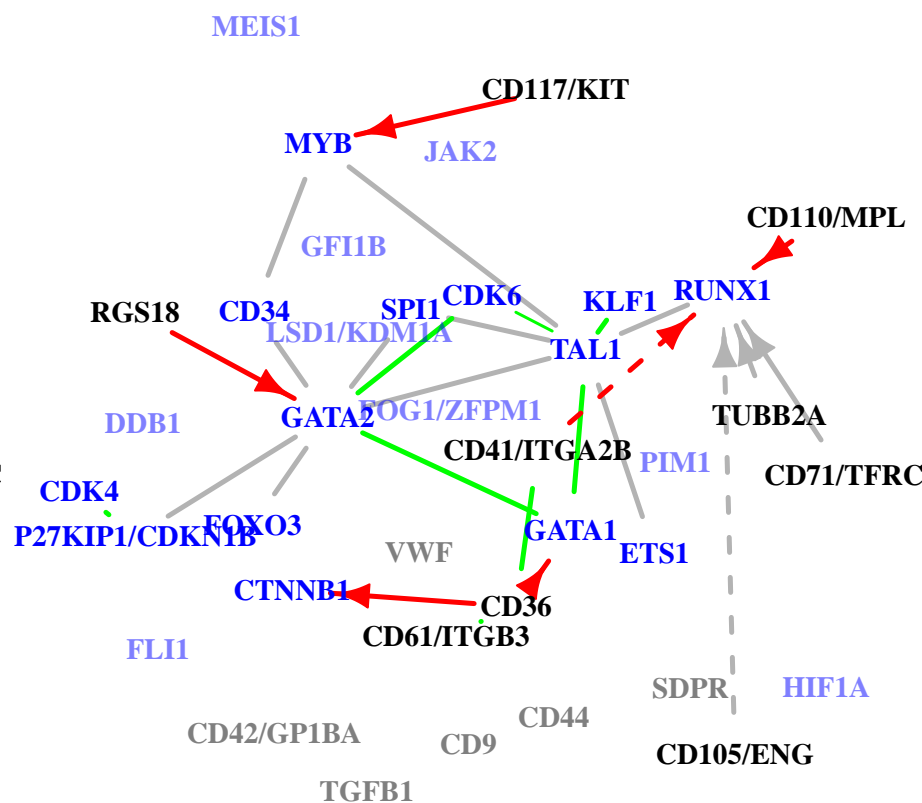 MEIS1
CD117/KIT
MYB
JAK2
CD110/MPL
GFI1B
RUNX1
CDK6
KLF1
SPI1
CD34
RGS18
LSD1/KDM1A
TAL1
FOG1/ZFPM1
GATA2
TUBB2A
DDB1
CD41/ITGA2B
PIM1
CD71/TFRC
CDK4
FOXO3
GATA1
P27KIP1/CDKN1B
VWF
ETS1
CTNNB1
CD36
CD61/ITGB3
FLI1
SDPR
HIF1A
CD44
CD42/GP1BA
CD9
CD105/ENG
TGFB1